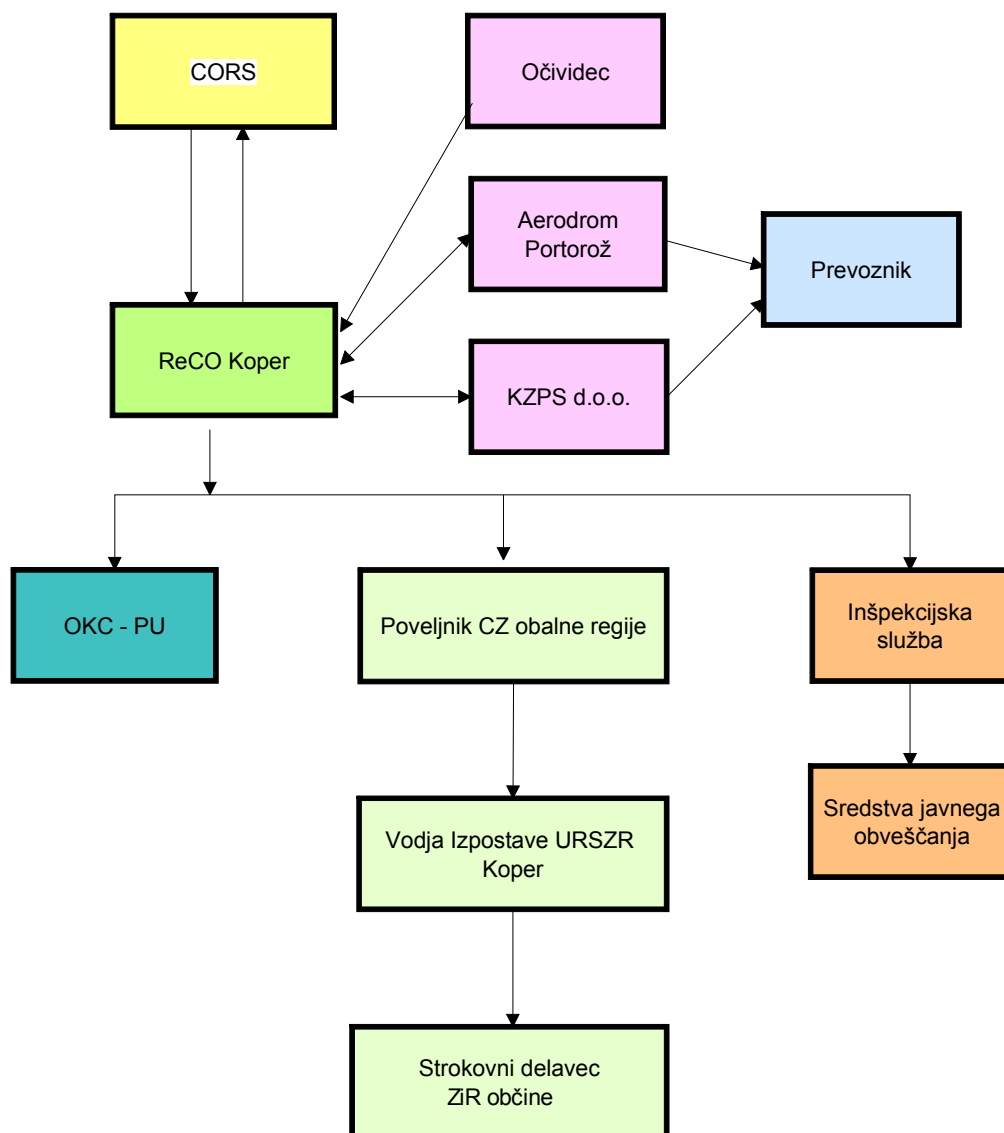 CORS
Očividec
Aerodrom
Portorož
Prevoznik
ReCO Koper
KZPS d.o.o.
OKC - PU
Poveljnik CZ obalne regije
Inšpekcijska
služba
Sredstva javnega
obveščanja
Vodja Izpostave URSZR
Koper
Strokovni delavec
ZiR občine